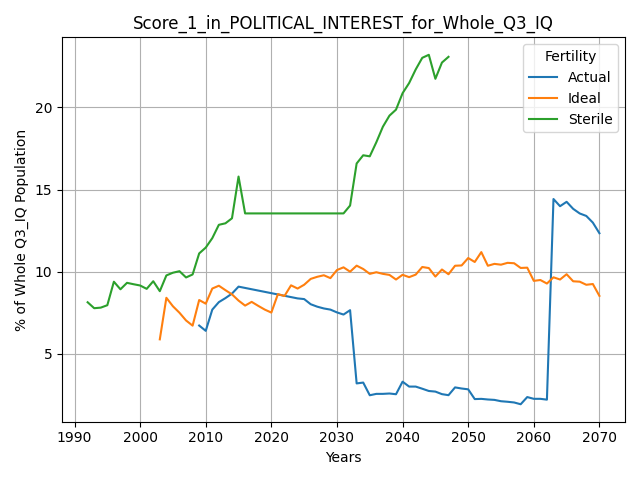 Score_1_in_POLITICAL_INTEREST_for_Whole_Q3_IQ
Fertility
Actual
Ideal
Sterile
% of Whole Q3_IQ Population
20
15
10
5
1990 2000 2010 2020 2030 2040 2050 2060 2070
Years